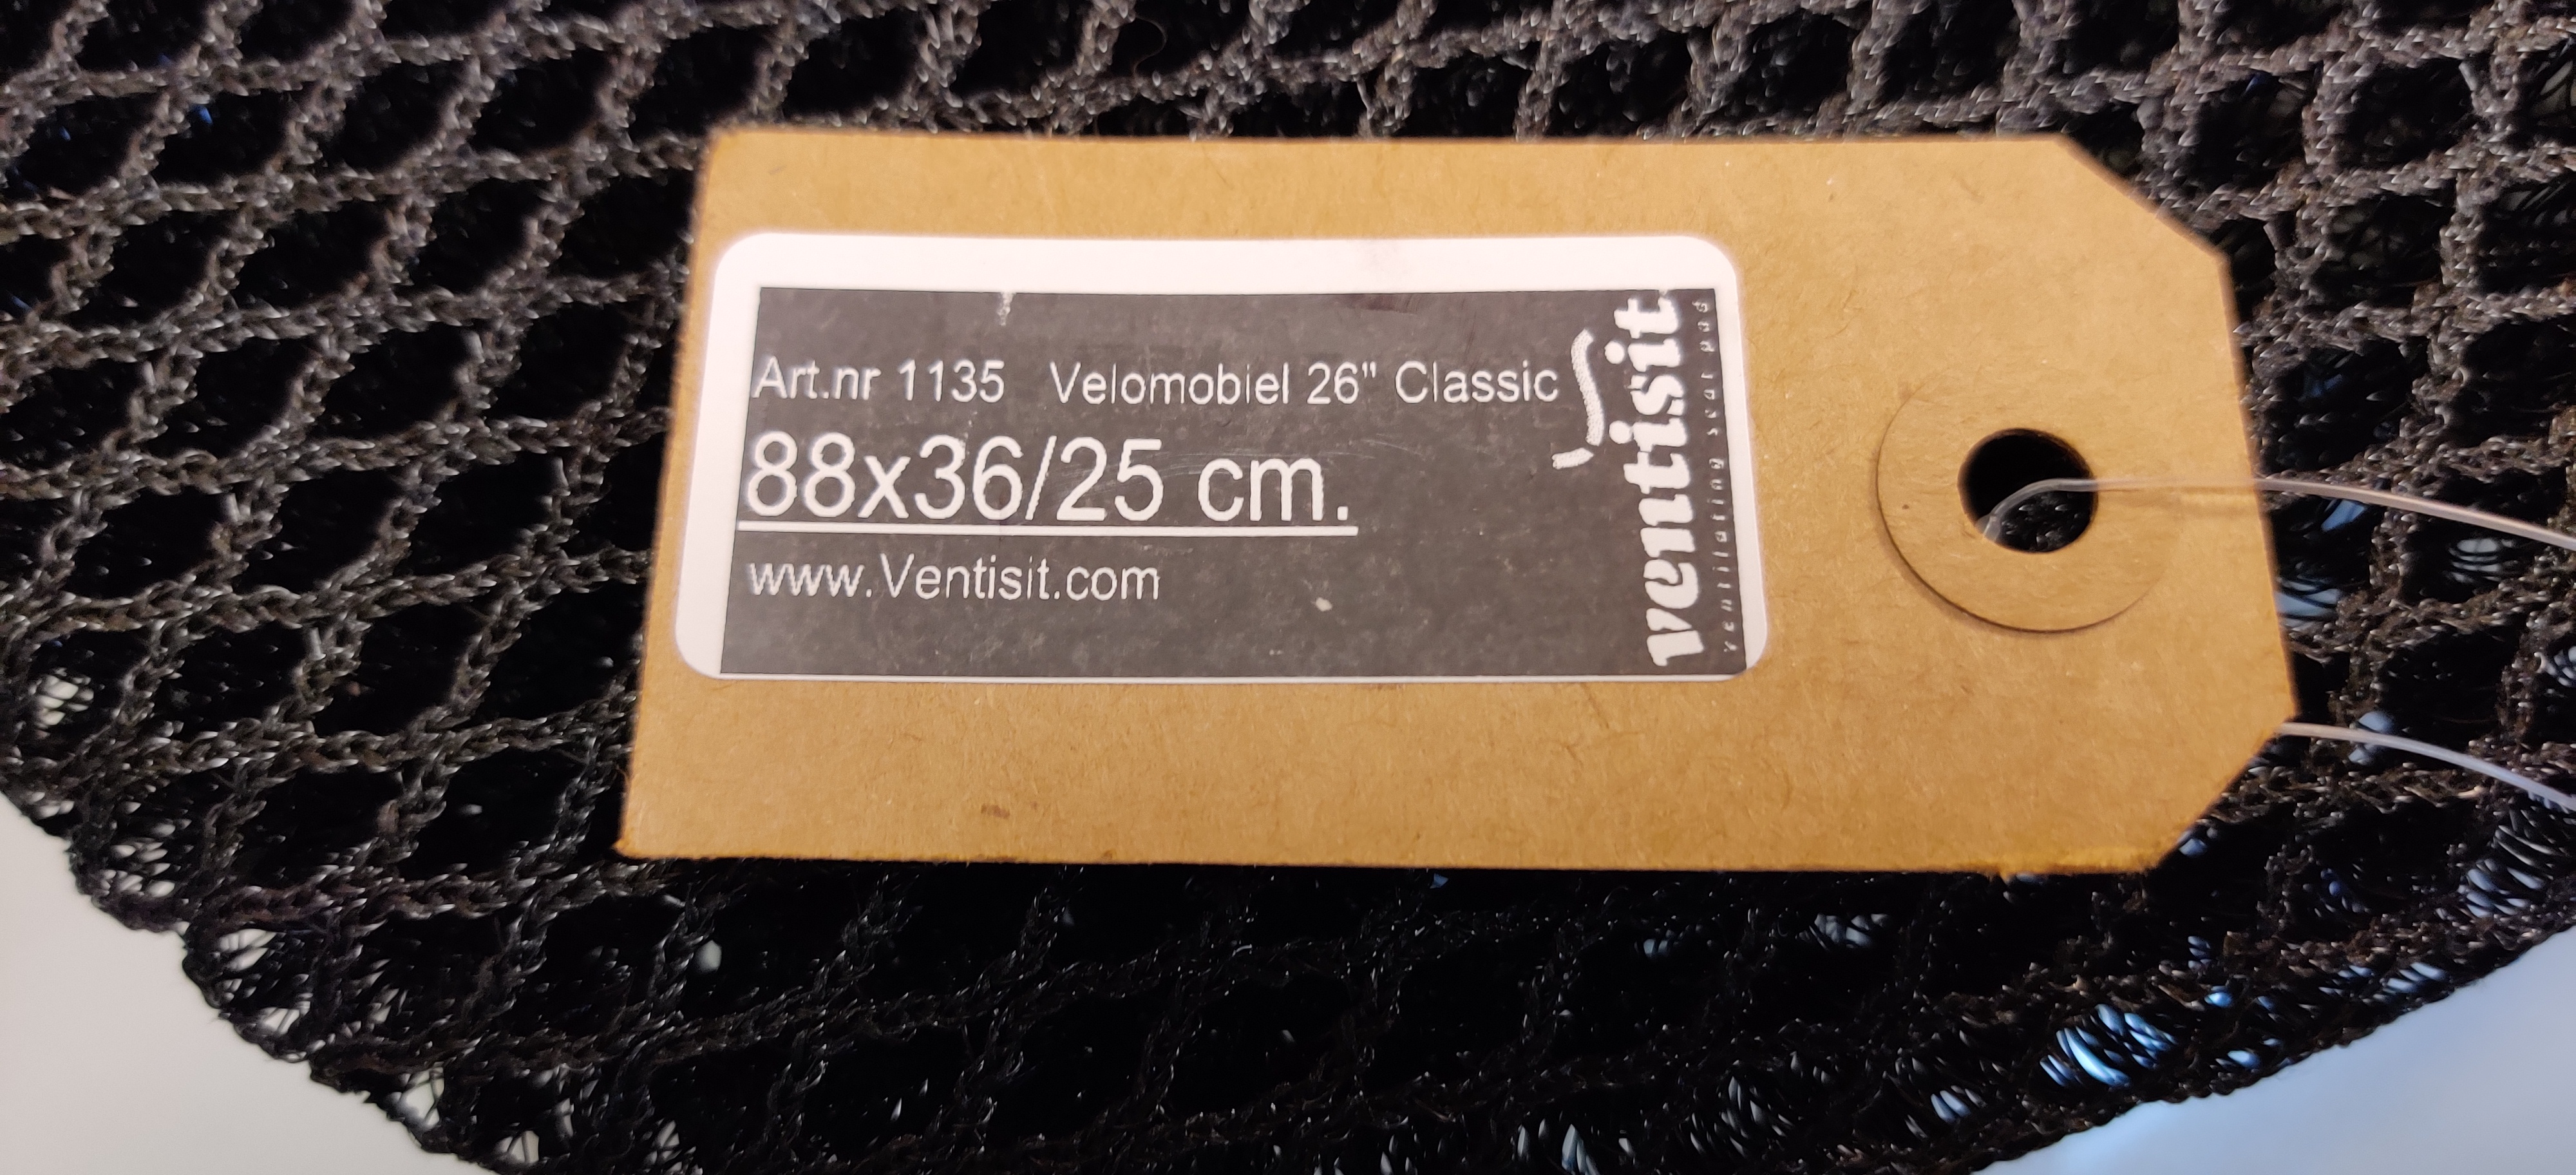 Art.nr 1135 Velomobiel 26" Classic
88x36/25 cm.
www.Ventisit.com
ventisit
ventilating seat pad